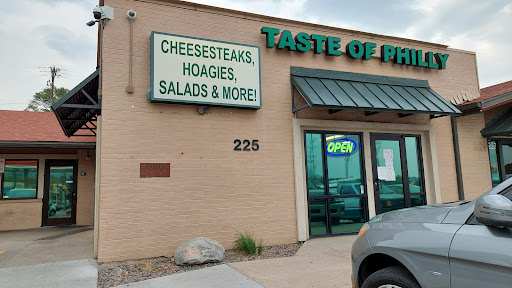 TASTE OF PHILLY
CHEESESTEAKS,
HOAGIES,
SALADS & MORE!
225
OPEN